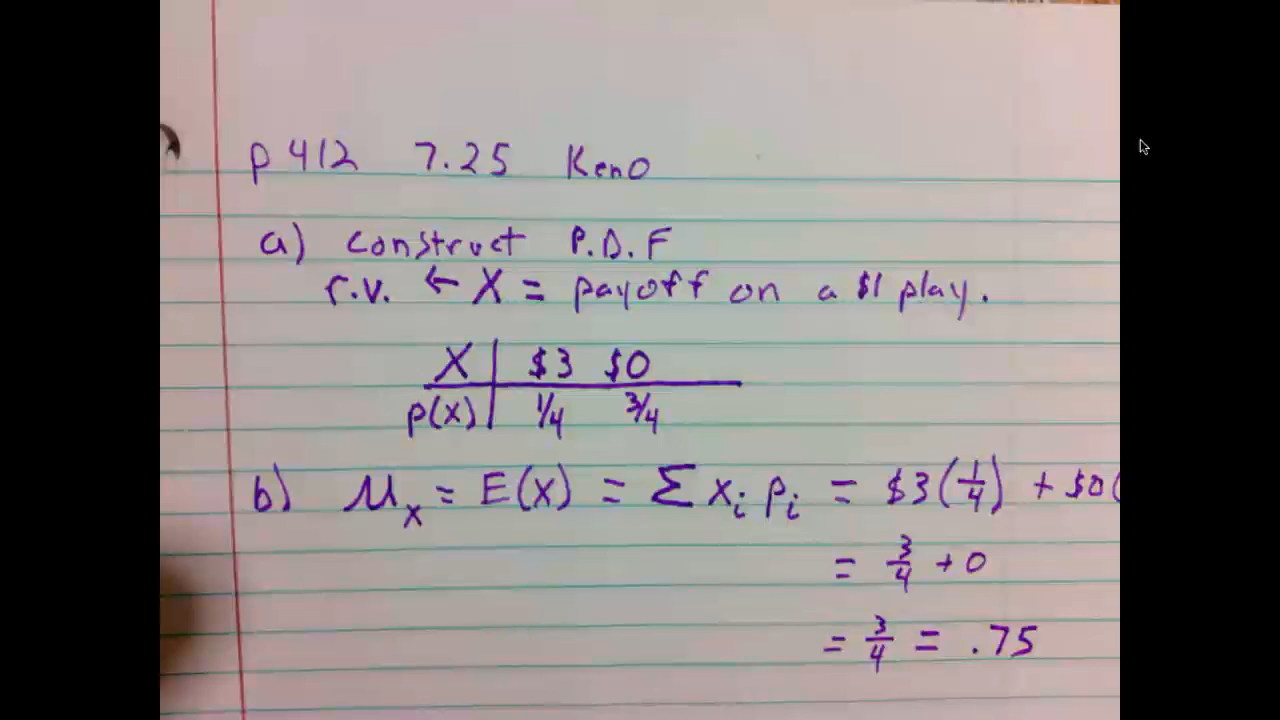 p 412 7.25 Keno
a) construct P.D.F
r.v. ← X = payoff on a $1 play.
X | $3 $0
p(x) | 1/4 3/4
b) μx = E(x) = Σ xi pi = $3(1/4) + $0(
= 3/4 + 0
= 3/4 = .75